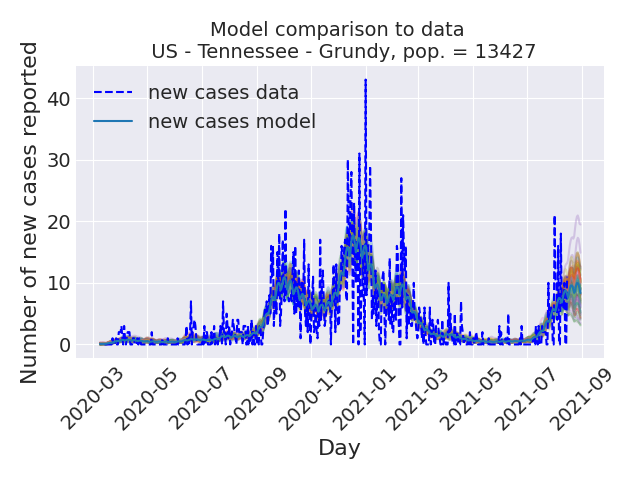 Model comparison to data
US - Tennessee - Grundy, pop. = 13427
Number of new cases reported
40
30
20
10
0
new cases data
new cases model
2020-03
2020-05
2020-07
2020-09
2020-11
2021-01
2021-03
2021-05
2021-07
2021-09
Day